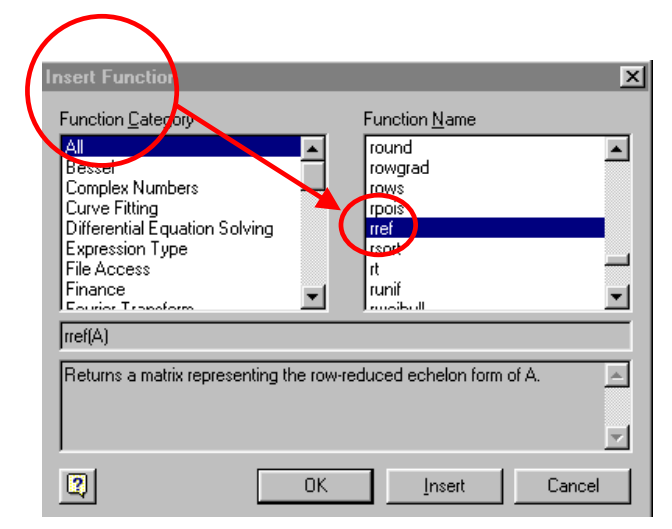 Insert Function
Function Category
Function Name
All
Bessel
Complex Numbers
Curve Fitting
Differential Equation Solving
Expression Type
File Access
Finance
Fourier Transform
round
rowgrad
rows
rpois
rref
rsort
rt
runif
rweibull
rref(A)
Returns a matrix representing the row-reduced echelon form of A.
?
OK
Insert
Cancel